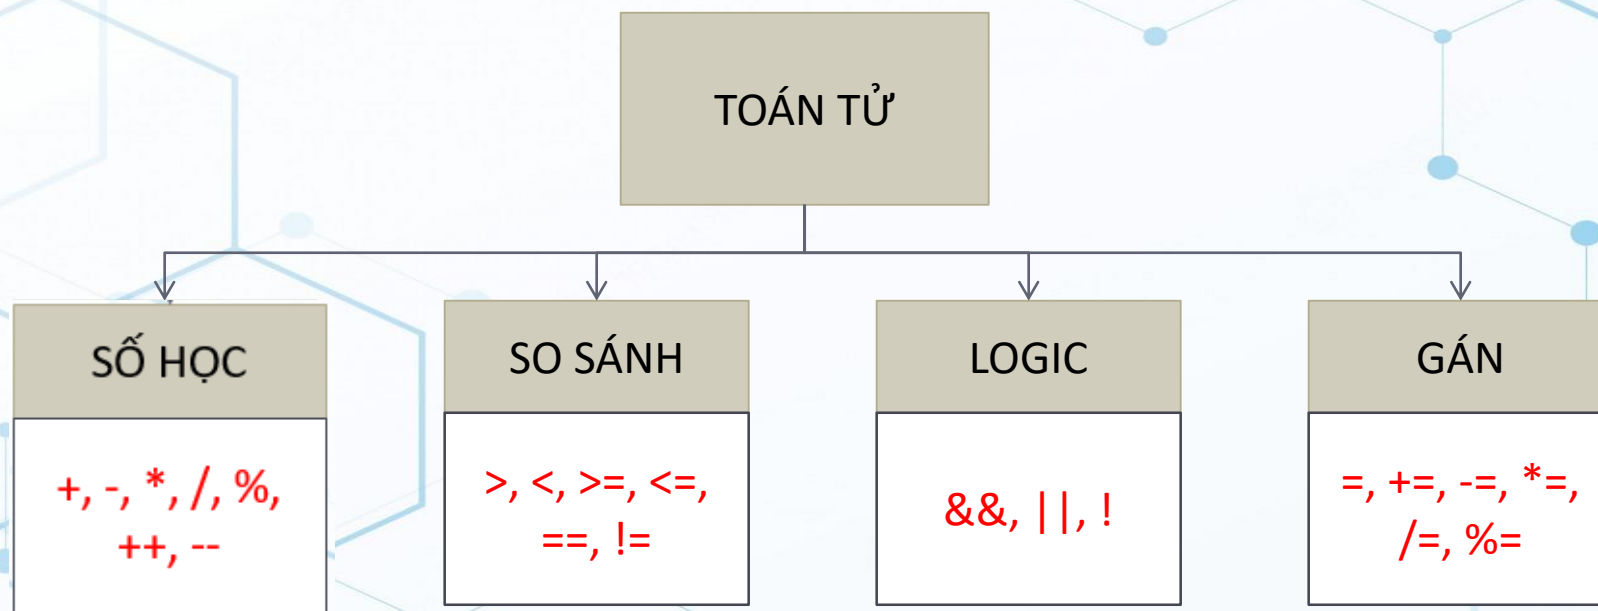 TOÁN TỬ
SỐ HỌC
+, -, *, /, %,
++, --
SO SÁNH
>, <, >=, <=,
==, !=
LOGIC
&&, ||, !
GÁN
=, +=, -=, *=,
/=, %=